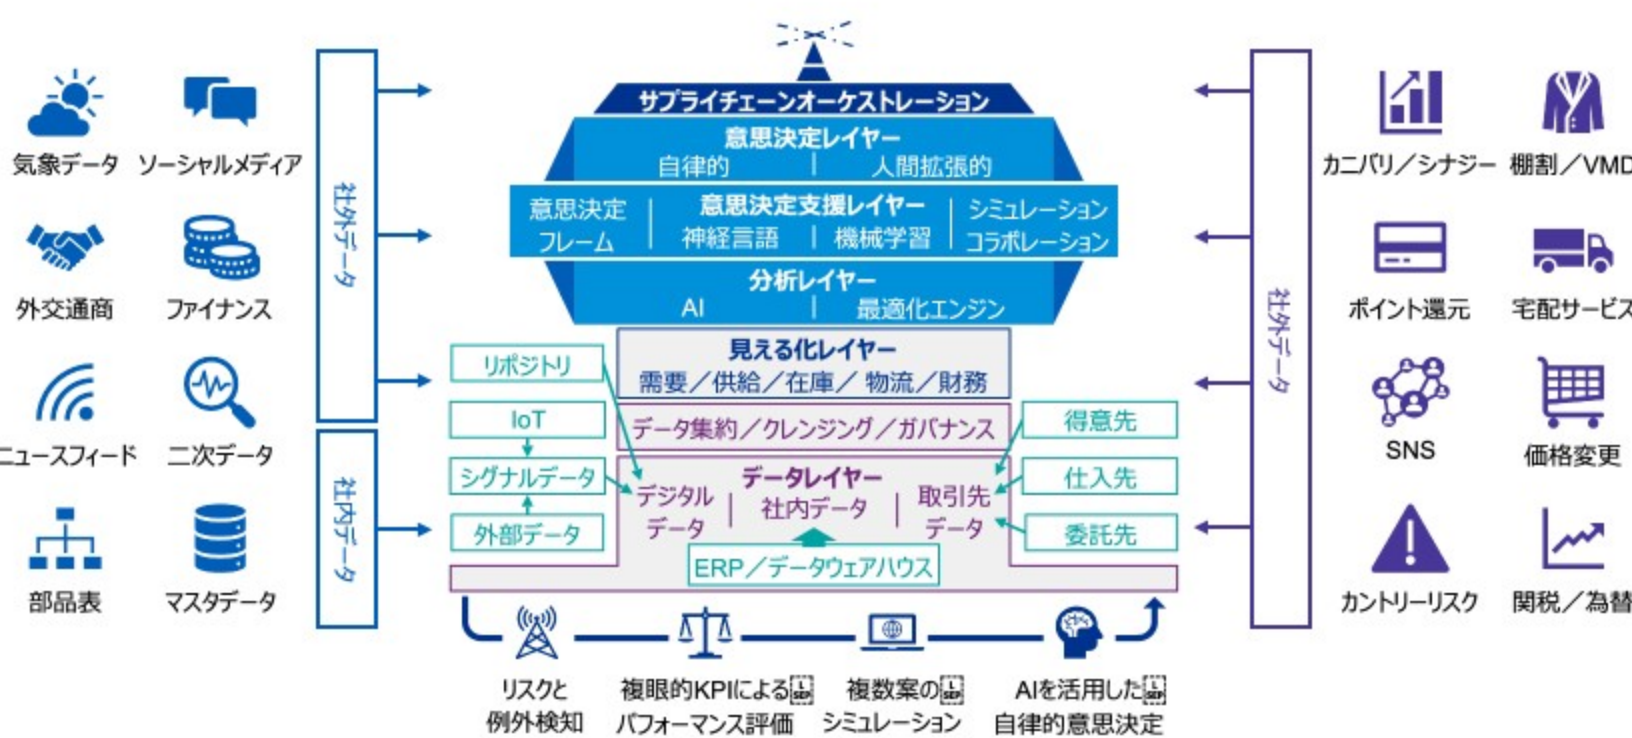 気象データ
ソーシャルメディア
外交通商
ファイナンス
ニュースフィード
二次データ
部品表
マスタデータ
社外データ
社内データ
サプライチェーンオーケストレーション
意思決定レイヤー
自律的 | 人間拡張的
意思決定支援レイヤー
意思決定
フレーム
神経言語 | 機械学習
シミュレーション
コラボレーション
分析レイヤー
AI | 最適化エンジン
見える化レイヤー
需要／供給／在庫／ 物流／財務
データ集約／クレンジング／ガバナンス
データレイヤー
デジタル
データ
社内データ
取引先
データ
ERP／データウェアハウス
リポジトリ
IoT
シグナルデータ
外部データ
得意先
仕入先
委託先
リスクと
例外検知
複眼的KPIによる
パフォーマンス評価
複数案の
シミュレーション
AIを活用した
自律的意思決定
社外データ
カニバリ／シナジー
棚割／VMD
ポイント還元
宅配サービス
SNS
価格変更
カントリーリスク
関税／為替